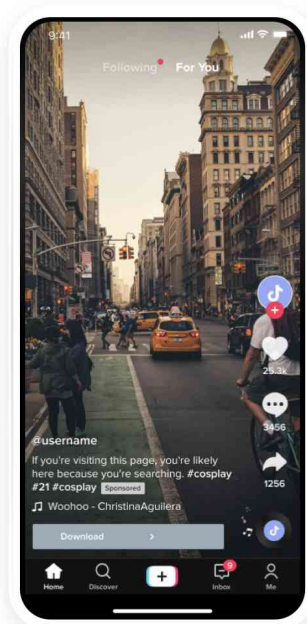 9:41
Following For You
25.3k
3456
1256
@username
If you're visiting this page, you're likely
here because you're searching. #cosplay
#21 #cosplay Sponsored
Woohoo - ChristinaAguilera
Download >
9
Home Discover Inbox Me